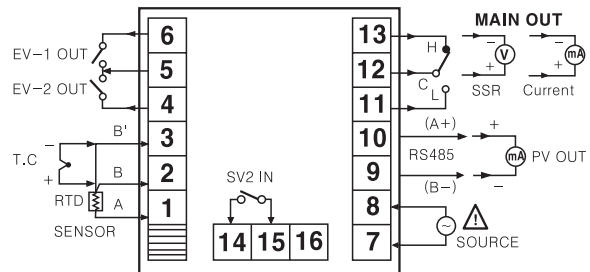 MAIN OUT
6 13
EV-1 OUT H − −
5 12 V mA
EV-2 OUT C + +
4 11 L SSR Current
B' (A+) +
− 3 10
T.C RS485 mA PV OUT
+ B 2 9
SV2 IN (B−) −
RTD A 1 8
SENSOR ~ ! SOURCE
14 15 16 7